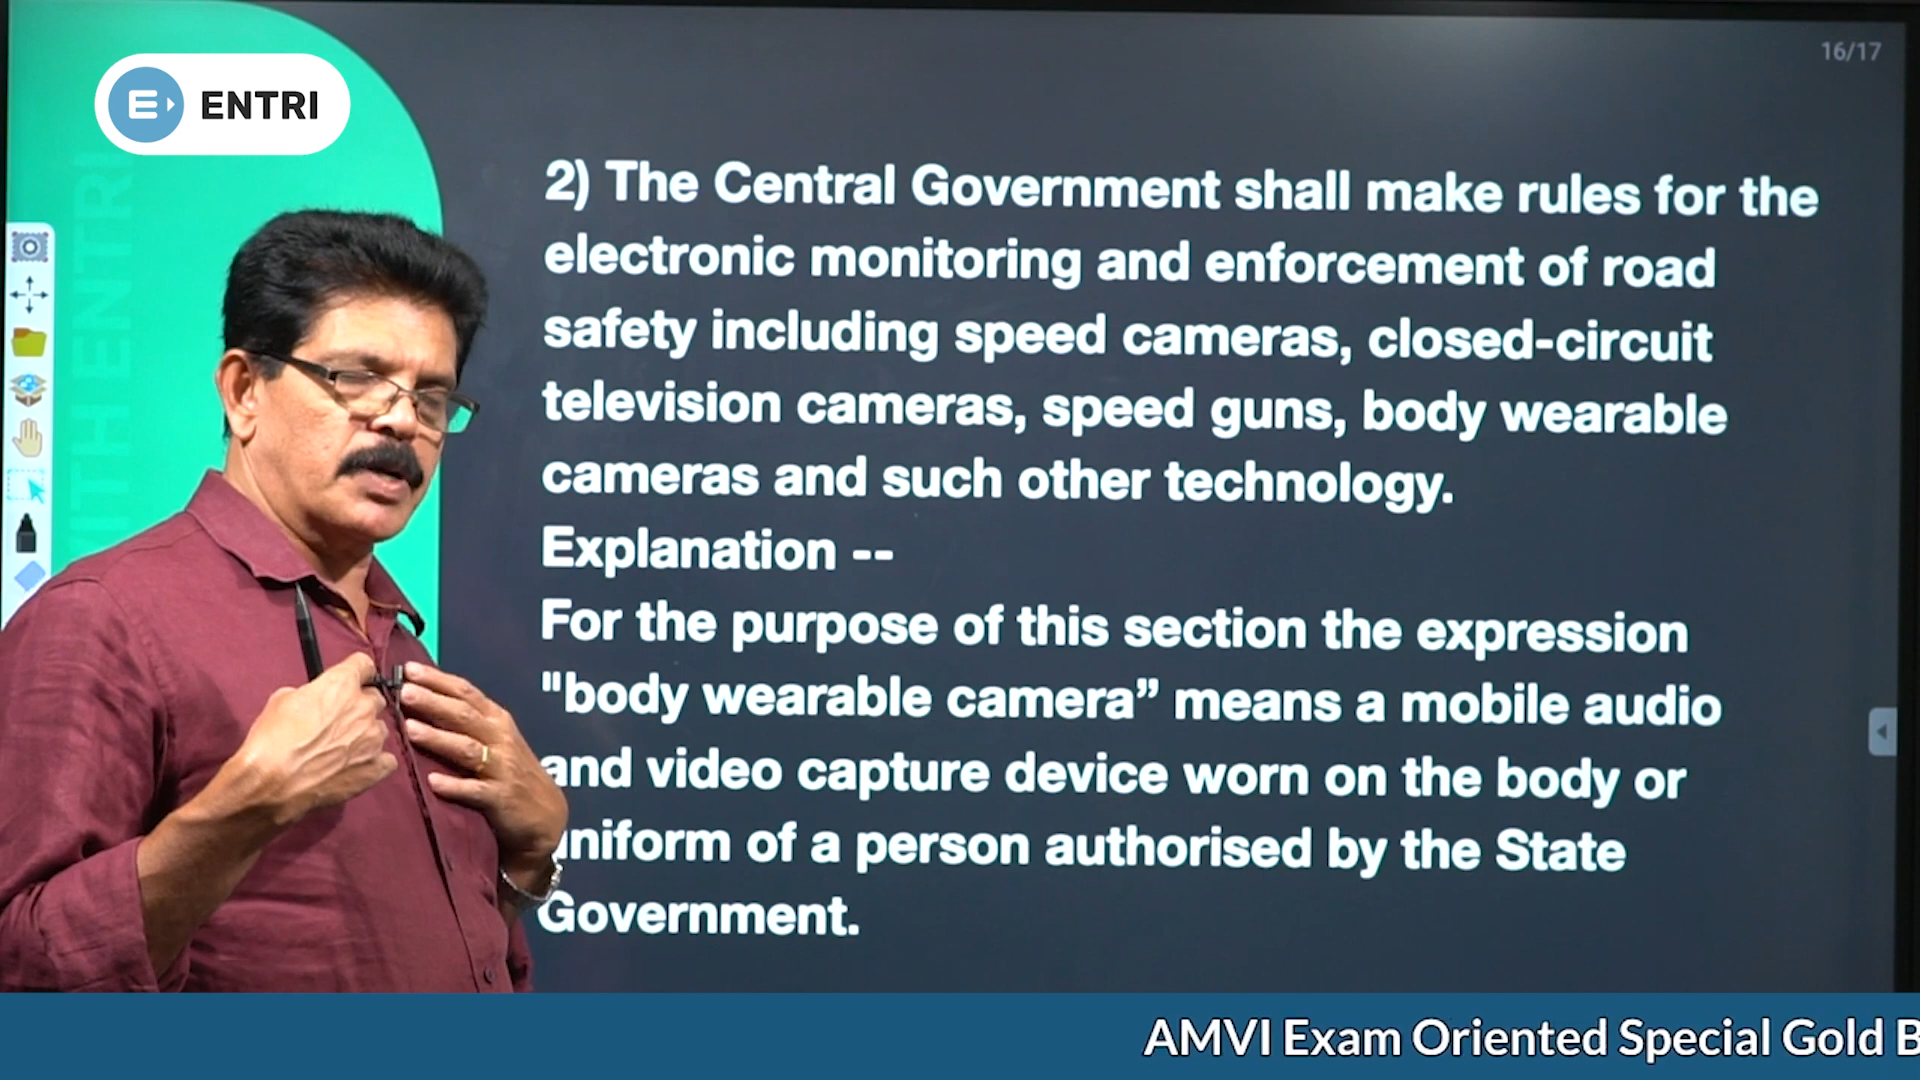 ENTRI
16/17
WITH ENTRI
2) The Central Government shall make rules for the
electronic monitoring and enforcement of road
safety including speed cameras, closed-circuit
television cameras, speed guns, body wearable
cameras and such other technology.
Explanation --
For the purpose of this section the expression
"body wearable camera” means a mobile audio
and video capture device worn on the body or
uniform of a person authorised by the State
Government.
AMVI Exam Oriented Special Gold B